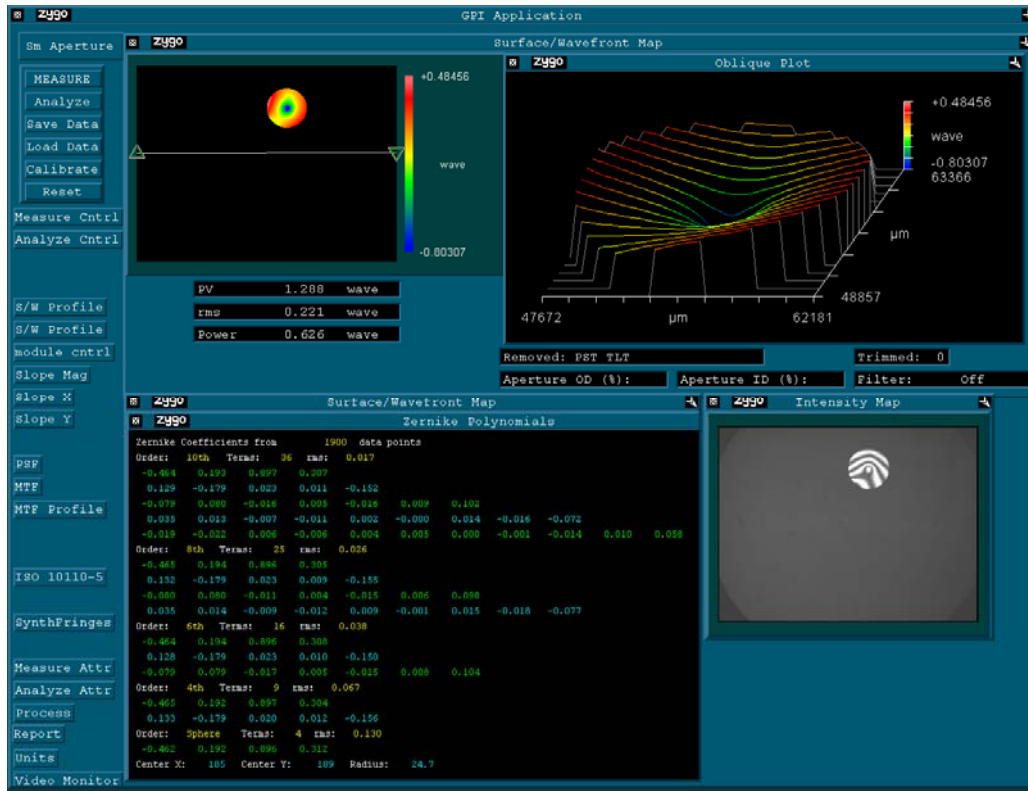 zygo GPI Application
Sm Aperture
MEASURE
Analyze
Save Data
Load Data
Calibrate
Reset
Measure Cntrl
Analyze Cntrl
S/W Profile
S/W Profile
module cntrl
Slope Mag
Slope X
Slope Y
PSF
MTF
MTF Profile
ISO 10110-5
SynthFringes
Measure Attr
Analyze Attr
Process
Report
Units
Video Monitor
zygo Surface/Wavefront Map
+0.48456
wave
-0.80307
PV 1.288 wave
rms 0.221 wave
Power 0.626 wave
zygo Oblique Plot
+0.48456
wave
-0.80307
63366
µm
48857
47672 µm 62181
Removed: PST TLT Trimmed: 0
Aperture OD (%): Aperture ID (%): Filter: Off
zygo Surface/Wavefront Map
zygo Zernike Polynomials
Zernike Coefficients from 1900 data points
Order: 10th Terms: 36 rms: 0.017
-0.464 0.193 0.897 0.307
0.129 -0.179 0.023 0.011 -0.152
-0.079 0.080 -0.016 0.005 -0.016 0.009 0.102
0.035 0.013 -0.007 -0.011 0.002 -0.000 0.014 -0.016 -0.072
-0.019 -0.022 0.006 -0.006 0.004 0.005 0.000 -0.001 -0.014 0.010 0.058
Order: 8th Terms: 25 rms: 0.026
-0.465 0.194 0.896 0.305
0.132 -0.179 0.023 0.009 -0.155
-0.080 0.080 -0.011 0.004 -0.015 0.006 0.098
0.035 0.014 -0.009 -0.012 0.009 -0.001 0.015 -0.018 -0.077
Order: 6th Terms: 16 rms: 0.038
-0.464 0.194 0.896 0.308
0.128 -0.179 0.023 0.010 -0.150
-0.079 0.079 -0.017 0.005 -0.015 0.008 0.104
Order: 4th Terms: 9 rms: 0.067
-0.465 0.192 0.897 0.304
0.133 -0.179 0.020 0.012 -0.156
Order: Sphere Terms: 4 rms: 0.130
-0.462 0.192 0.896 0.312
Center X: 185 Center Y: 189 Radius: 24.7
zygo Intensity Map